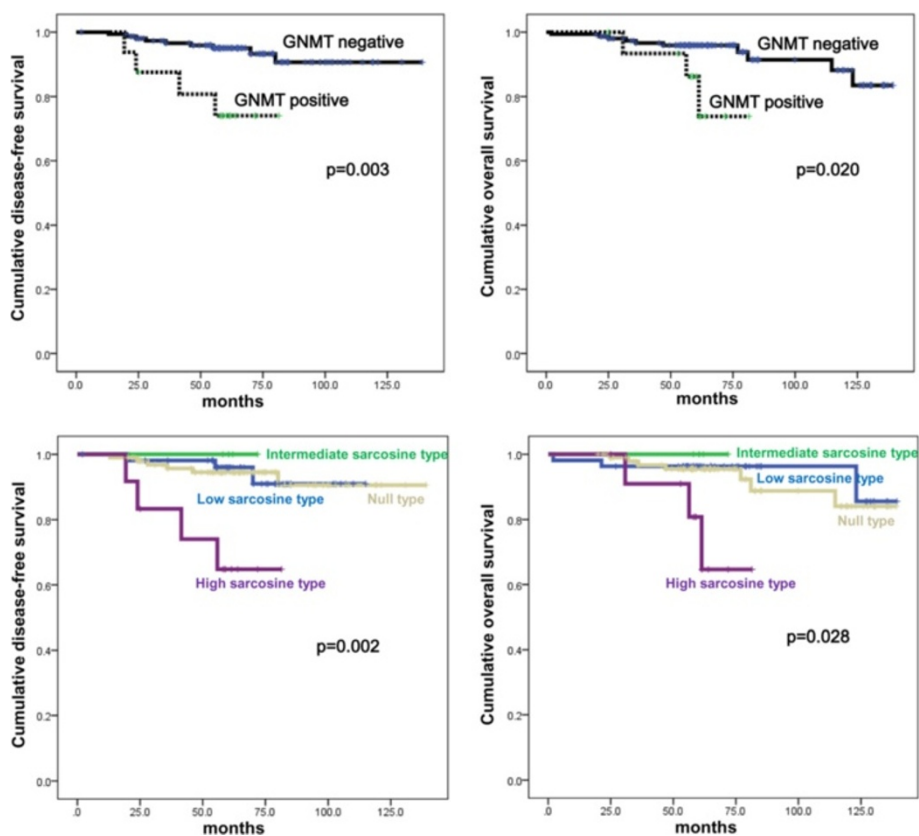 Cumulative disease-free survival
1.0
0.8
0.6
0.4
0.2
0.0
GNMT negative
GNMT positive
p=0.003
0.0 25.0 50.0 75.0 100.0 125.0
months
Cumulative overall survival
1.0
0.8
0.6
0.4
0.2
0.0
GNMT negative
GNMT positive
p=0.020
0.0 25.0 50.0 75.0 100.0 125.0
months
Cumulative disease-free survival
1.0
0.8
0.6
0.4
0.2
0.0
Intermediate sarcosine type
Low sarcosine type
Null type
High sarcosine type
p=0.002
.0 25.0 50.0 75.0 100.0 125.0
months
Cumulative overall survival
1.0
0.8
0.6
0.4
0.2
0.0
Intermediate sarcosine type
Low sarcosine type
Null type
High sarcosine type
p=0.028
.0 25.0 50.0 75.0 100.0 125.0
months